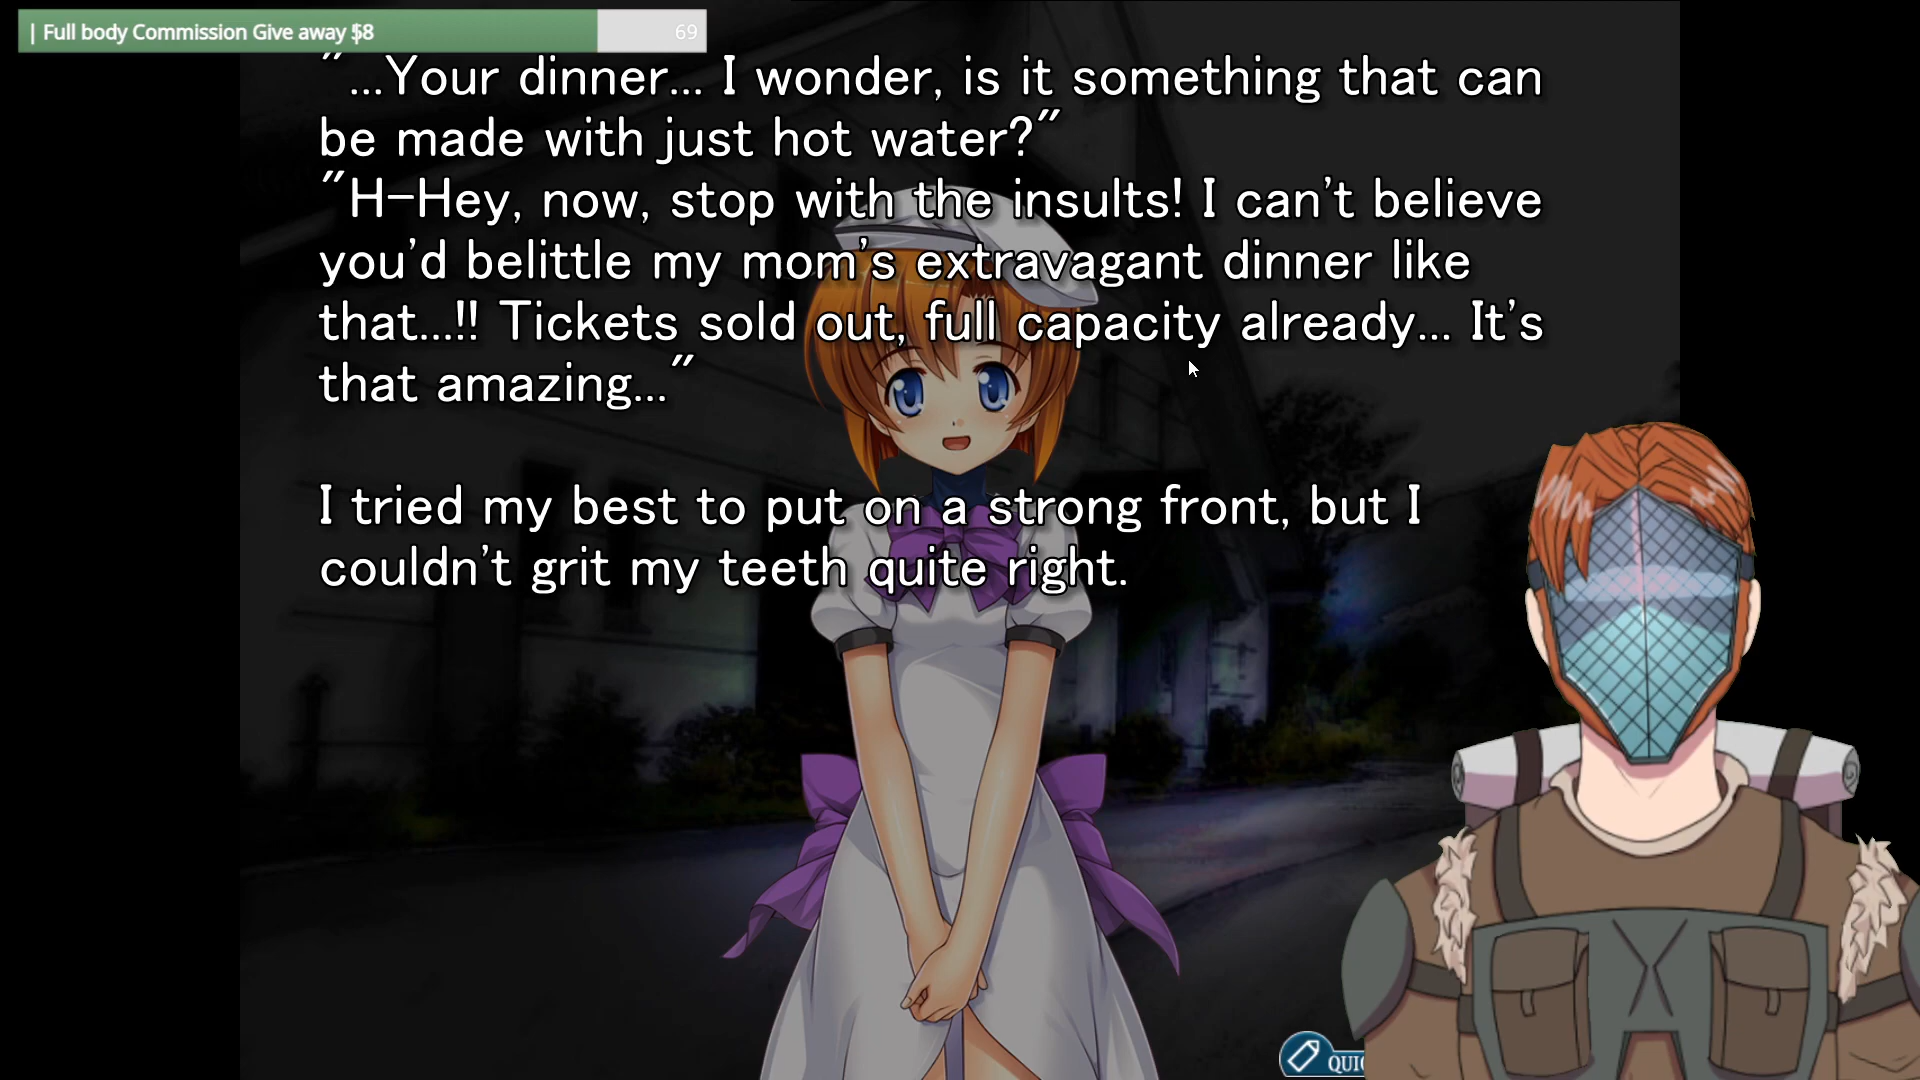 | Full body Commission Give away $8
69
"...Your dinner... I wonder, is it something that can
be made with just hot water?"
"H-Hey, now, stop with the insults! I can't believe
you'd belittle my mom's extravagant dinner like
that...!! Tickets sold out, full capacity already... It's
that amazing..."
I tried my best to put on a strong front, but I
couldn't grit my teeth quite right.